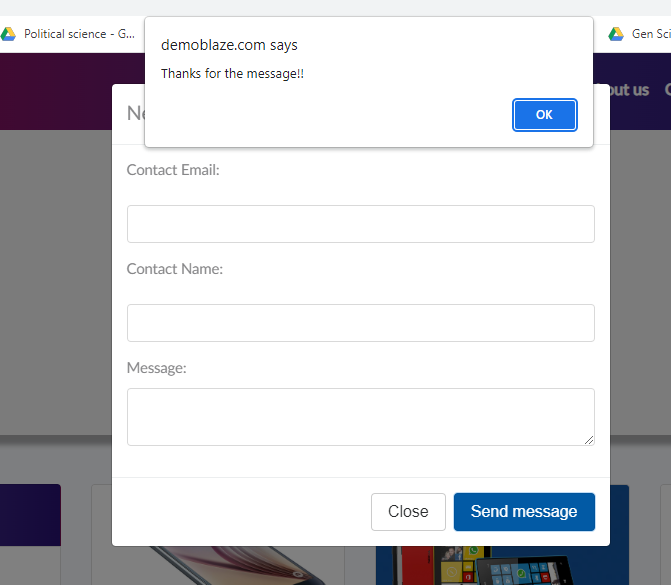 Political science - G...
demoblaze.com says
Gen Sci
Thanks for the message!!
out us
OK
Ne
Contact Email:
Contact Name:
Message:
Close
Send message